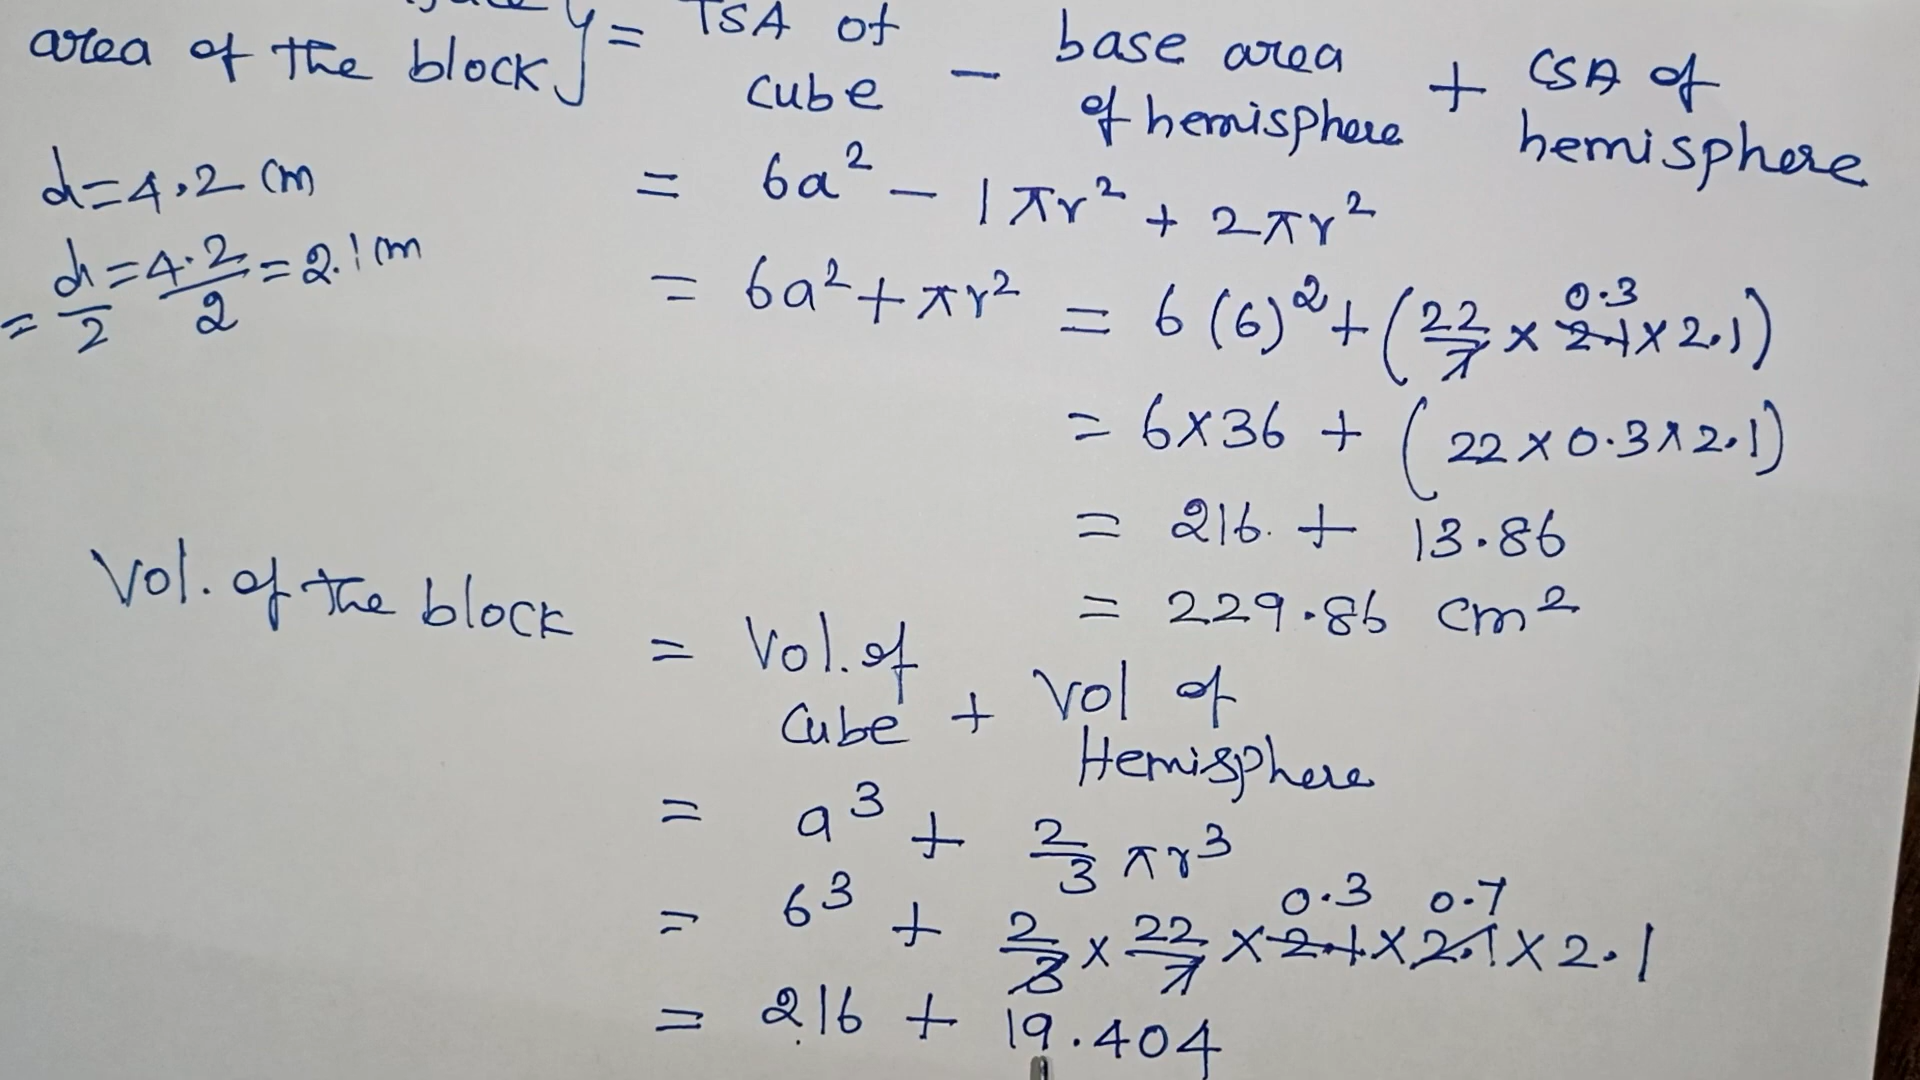 TSA of
area of the block} = cube - base area of hemisphere + CSA of hemisphere
d=4.2 cm
= d/2 = 4.2/2 = 2.1 cm
= 6a² - 1πr² + 2πr²
= 6a² + πr² = 6(6)² + (22/7 × 2.1 × 2.1)
0.3
= 6×36 + (22×0.3×2.1)
= 216. + 13.86
= 229.86 cm²
Vol. of the block = Vol. of Cube + Vol of Hemisphere
= a³ + 2/3 πr³
0.3 0.7
= 6³ + 2/3 × 22/7 × 2.1 × 2.1 × 2.1
= 216 + 19.404